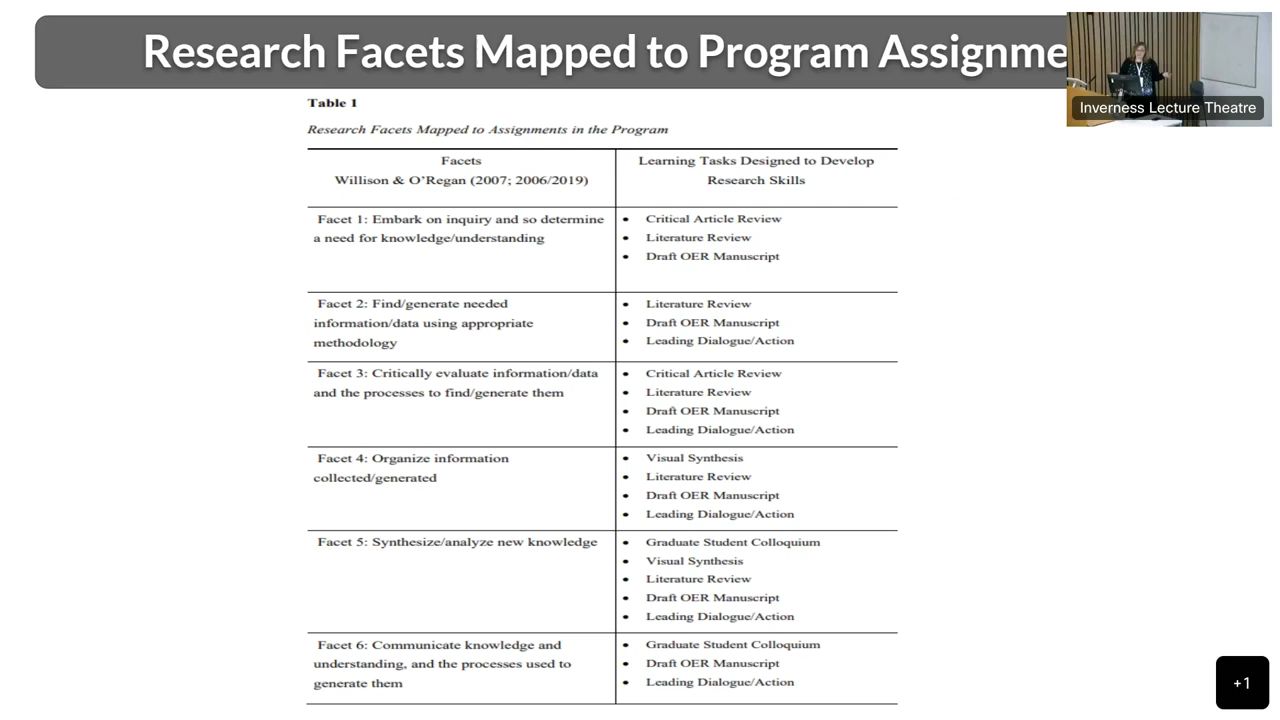 Research Facets Mapped to Program Assignme
Inverness Lecture Theatre
Table 1
Research Facets Mapped to Assignments in the Program
Facets
Willison & O'Regan (2007; 2006/2019)
Learning Tasks Designed to Develop
Research Skills
Facet 1: Embark on inquiry and so determine
a need for knowledge/understanding
• Critical Article Review
• Literature Review
• Draft OER Manuscript
Facet 2: Find/generate needed
information/data using appropriate
methodology
• Literature Review
• Draft OER Manuscript
• Leading Dialogue/Action
Facet 3: Critically evaluate information/data
and the processes to find/generate them
• Critical Article Review
• Literature Review
• Draft OER Manuscript
• Leading Dialogue/Action
Facet 4: Organize information
collected/generated
• Visual Synthesis
• Literature Review
• Draft OER Manuscript
• Leading Dialogue/Action
Facet 5: Synthesize/analyze new knowledge
• Graduate Student Colloquium
• Visual Synthesis
• Literature Review
• Draft OER Manuscript
• Leading Dialogue/Action
Facet 6: Communicate knowledge and
understanding, and the processes used to
generate them
• Graduate Student Colloquium
• Draft OER Manuscript
• Leading Dialogue/Action
+1